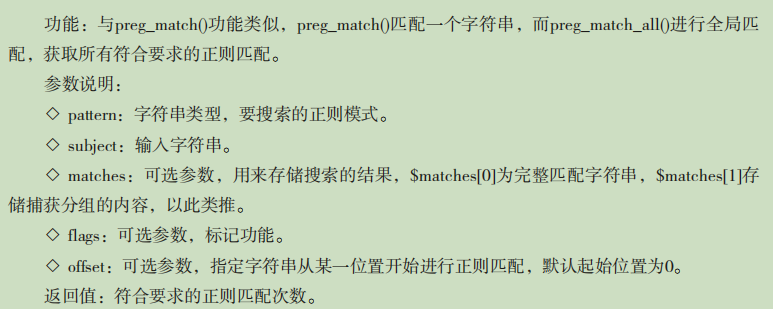 功能：与preg_match()功能类似，preg_match()匹配一个字符串，而preg_match_all()进行全局匹
配，获取所有符合要求的正则匹配。
参数说明：
◇ pattern：字符串类型，要搜索的正则模式。
◇ subject：输入字符串。
◇ matches：可选参数，用来存储搜索的结果，$matches[0]为完整匹配字符串，$matches[1]存
储捕获分组的内容，以此类推。
◇ flags：可选参数，标记功能。
◇ offset：可选参数，指定字符串从某一位置开始进行正则匹配，默认起始位置为0。
返回值：符合要求的正则匹配次数。